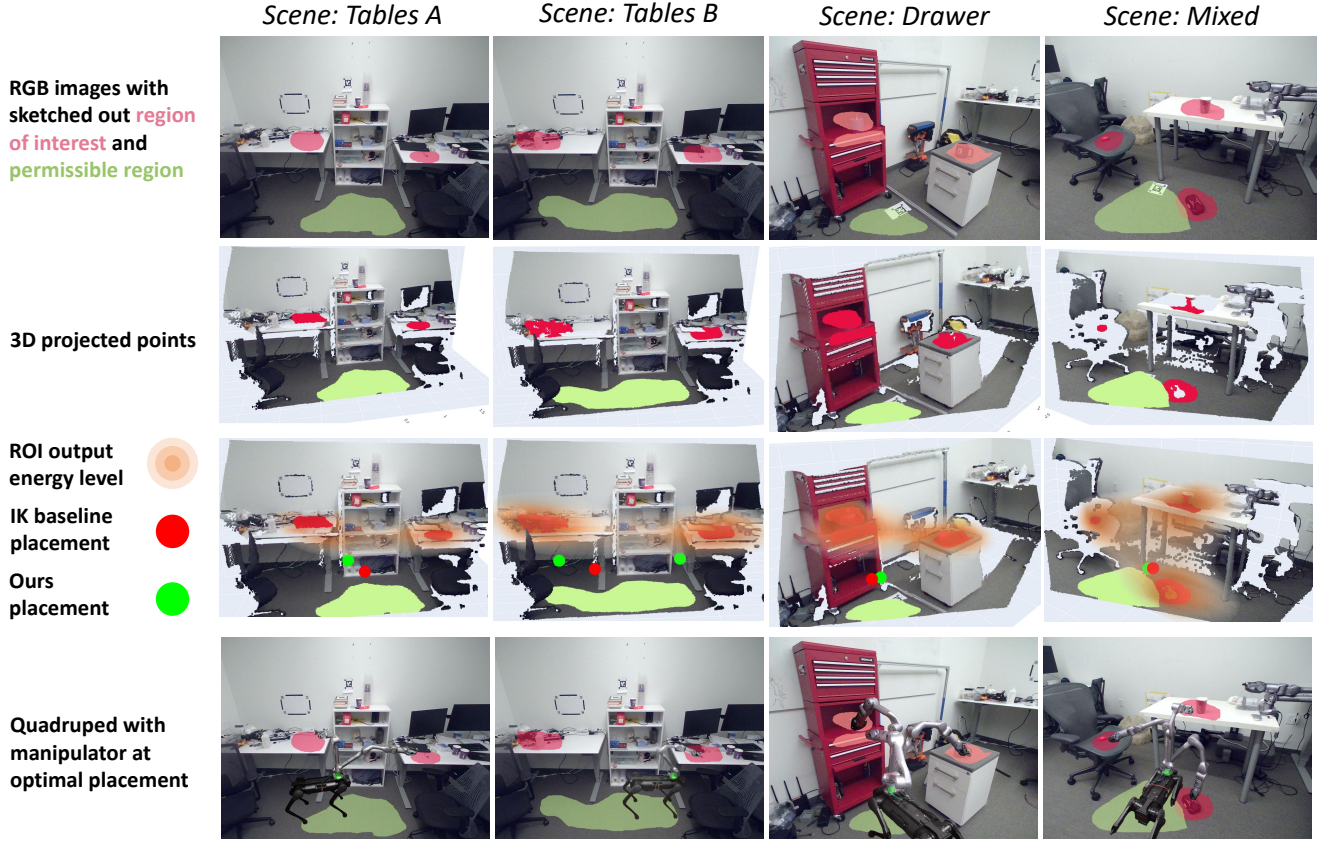 Scene: Tables A
Scene: Tables B
Scene: Drawer
Scene: Mixed
RGB images with
sketched out region
of interest and
permissible region
3D projected points
ROI output
energy level
IK baseline
placement
Ours
placement
Quadruped with
manipulator at
optimal placement